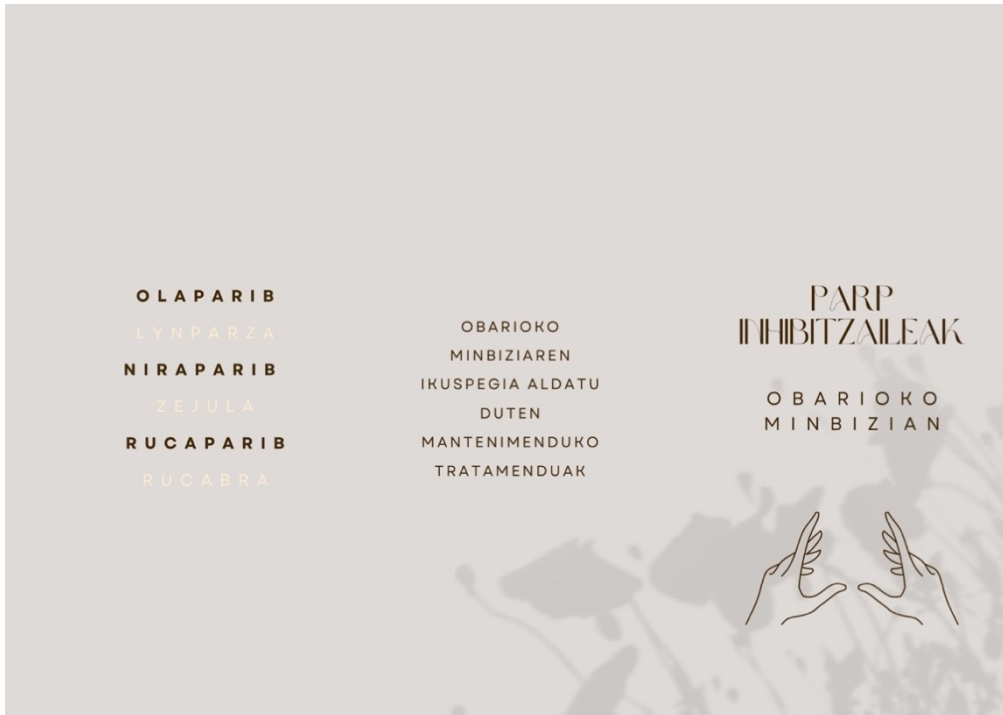 OLAPARIB
LYNPARZA
NIRAPARIB
ZEJULA
RUCAPARIB
RUCABRA
OBARIOKO
MINBIZIAREN
IKUSPEGIA ALDATU
DUTEN
MANTENIMENDUKO
TRATAMENDUAK
PARP
INHIBITZAILEAK
OBARIOKO
MINBIZIAN